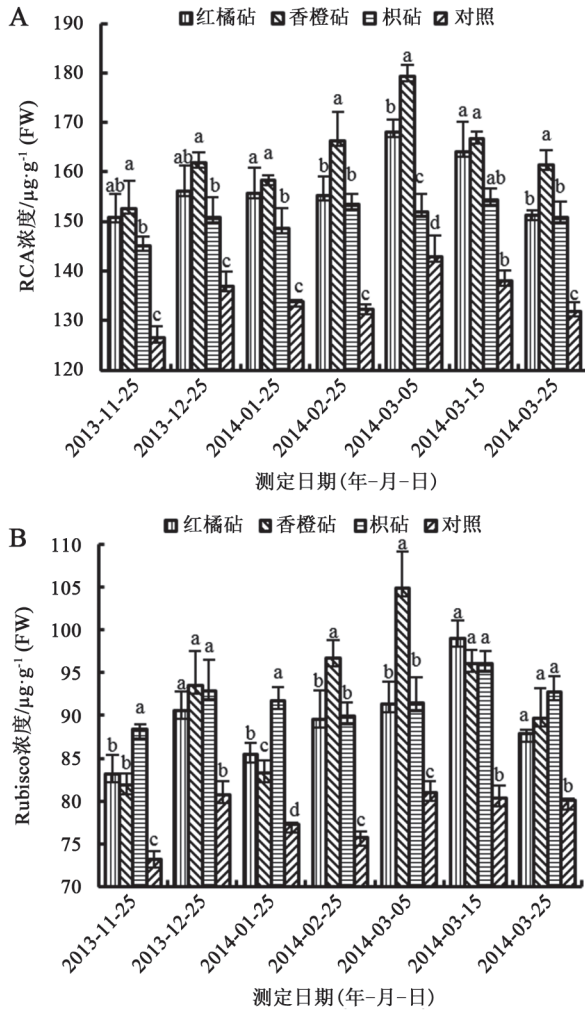 A
红橘砧 香橙砧 枳砧 对照
RCA浓度/μg·g⁻¹ (FW)
190
180
170
160
150
140
130
120
ab a b c
ab a b c
a a b c
b a b c
b a c d
a a ab c
b a b c
2013-11-25
2013-12-25
2014-01-25
2014-02-25
2014-03-05
2014-03-15
2014-03-25
测定日期(年-月-日)
B
红橘砧 香橙砧 枳砧 对照
Rubisco浓度/μg·g⁻¹ (FW)
110
105
100
95
90
85
80
75
70
b b a c
a a a b
b c a d
b a b c
b a b c
a a a b
a a a b
2013-11-25
2013-12-25
2014-01-25
2014-02-25
2014-03-05
2014-03-15
2014-03-25
测定日期(年-月-日)